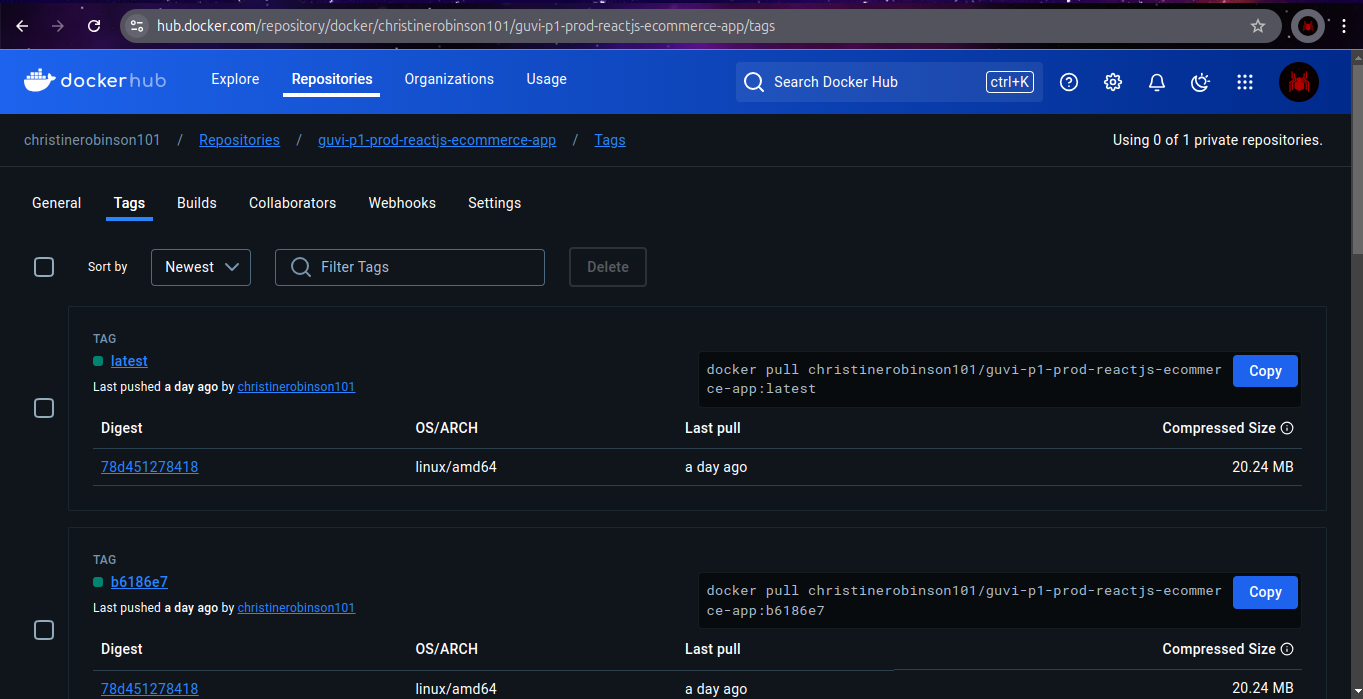 hub.docker.com/repository/docker/christinerobinson101/guvi-p1-prod-reactjs-ecommerce-app/tags
dockerhub Explore Repositories Organizations Usage Search Docker Hub ctrl+K
christinerobinson101 / Repositories / guvi-p1-prod-reactjs-ecommerce-app / Tags Using 0 of 1 private repositories.
General Tags Builds Collaborators Webhooks Settings
Sort by Newest Filter Tags Delete
TAG
latest
Last pushed a day ago by christinerobinson101
docker pull christinerobinson101/guvi-p1-prod-reactjs-ecommer
ce-app:latest
Copy
Digest OS/ARCH Last pull Compressed Size
78d451278418 linux/amd64 a day ago 20.24 MB
TAG
b6186e7
Last pushed a day ago by christinerobinson101
docker pull christinerobinson101/guvi-p1-prod-reactjs-ecommer
ce-app:b6186e7
Copy
Digest OS/ARCH Last pull Compressed Size
78d451278418 linux/amd64 a day ago 20.24 MB